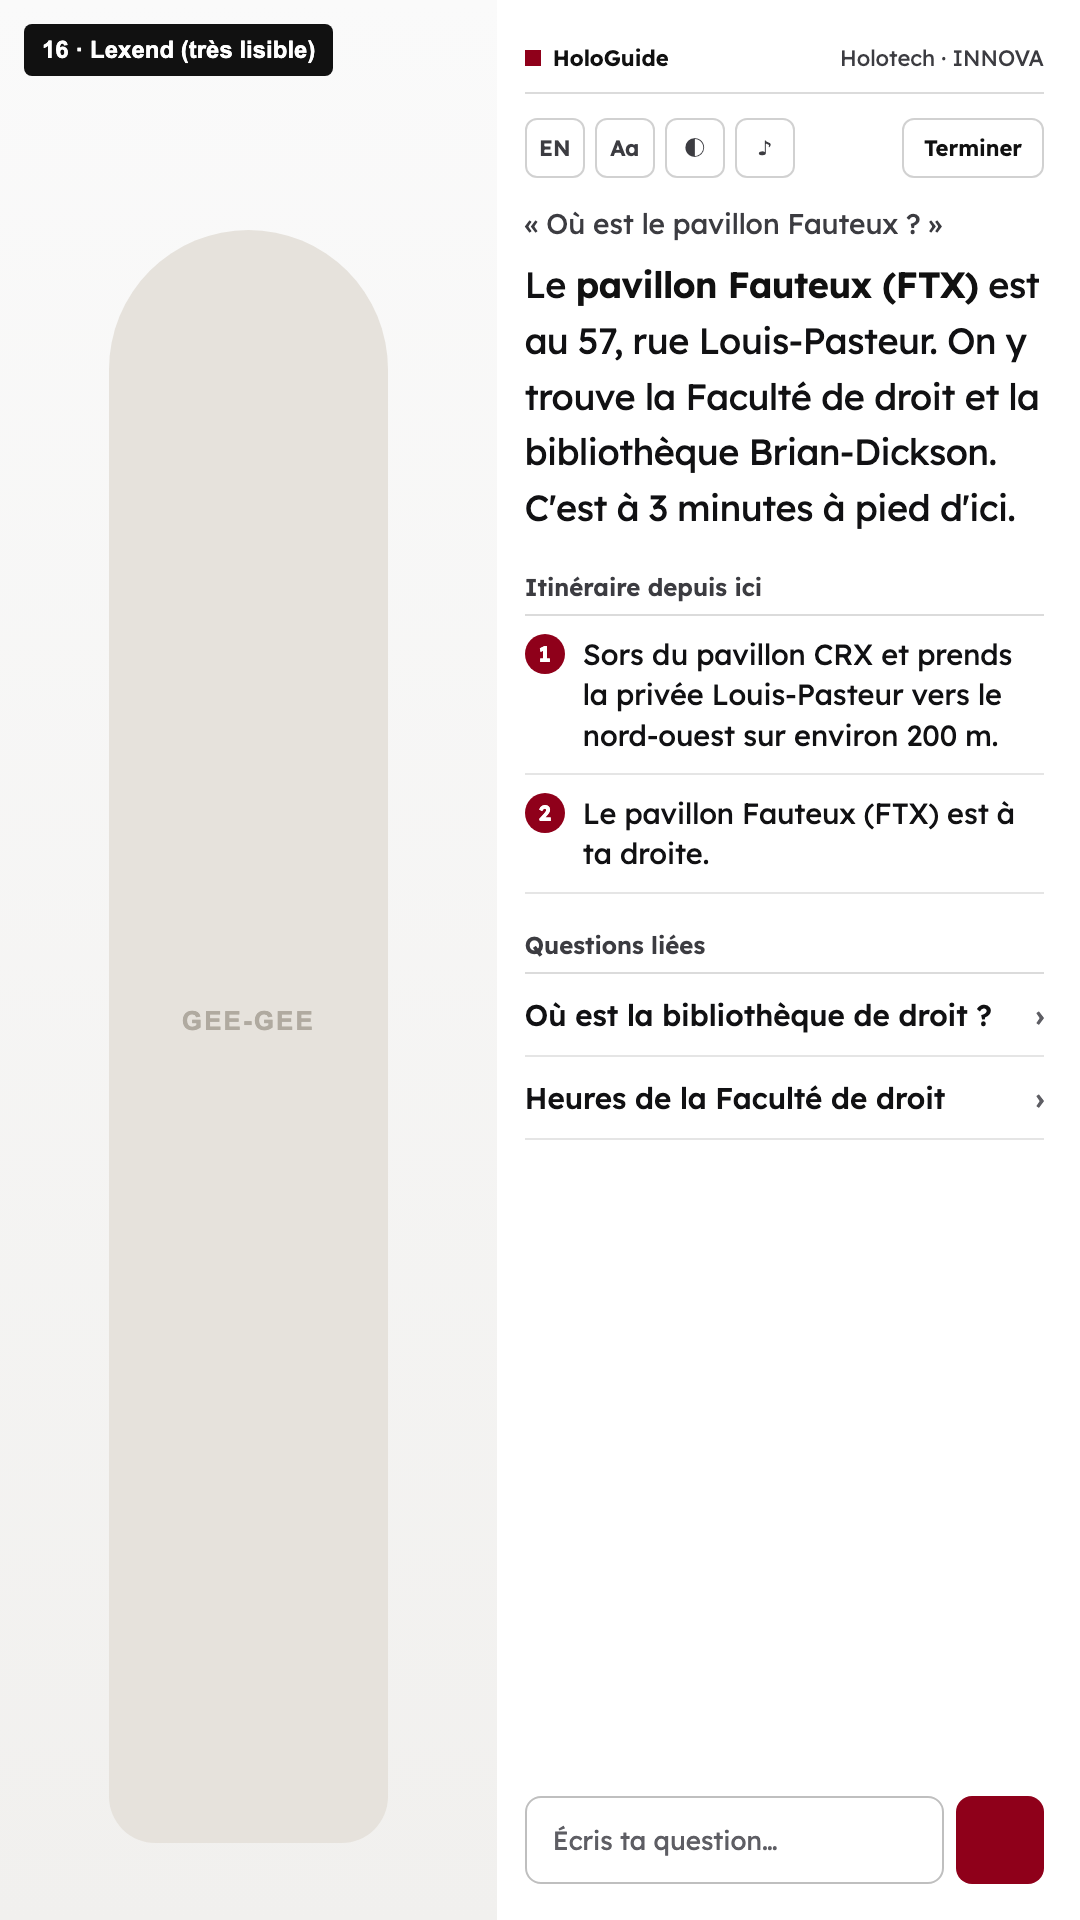 16 · Lexend (très lisible)
HoloGuide
Holotech · INNOVA
EN
Aa
Terminer
« Où est le pavillon Fauteux ? »
Le pavillon Fauteux (FTX) est
au 57, rue Louis-Pasteur. On y
trouve la Faculté de droit et la
bibliothèque Brian-Dickson.
C'est à 3 minutes à pied d'ici.
Itinéraire depuis ici
1 Sors du pavillon CRX et prends
la privée Louis-Pasteur vers le
nord-ouest sur environ 200 m.
2 Le pavillon Fauteux (FTX) est à
ta droite.
Questions liées
Où est la bibliothèque de droit ? ›
Heures de la Faculté de droit ›
GEE-GEE
Écris ta question…